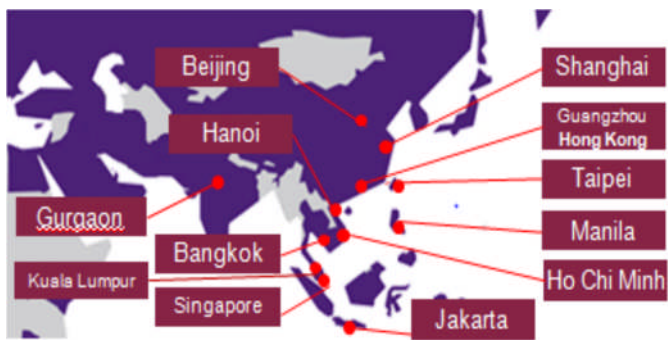 Beijing
Shanghai
Guangzhou
Hong Kong
Hanoi
Taipei
Gurgaon
Manila
Bangkok
Kuala Lumpur
Ho Chi Minh
Singapore
Jakarta